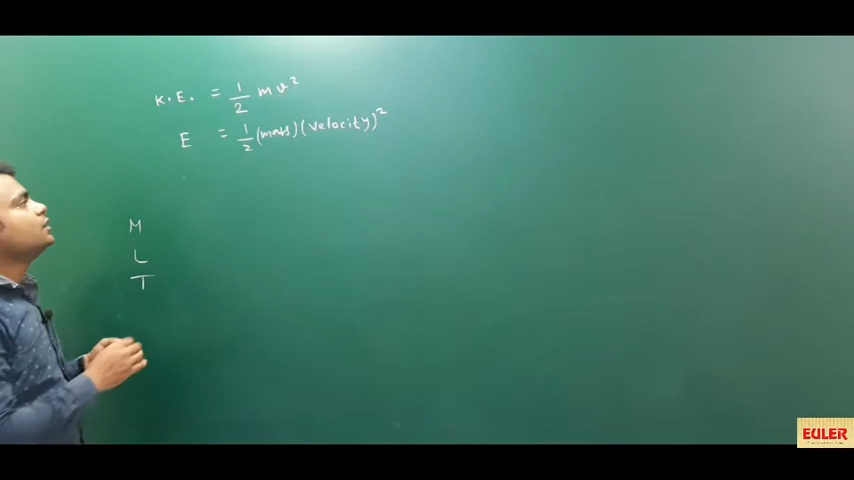 K.E. = 1/2 mv²
E = 1/2 (mass) (velocity)²
M
L
T
EULER